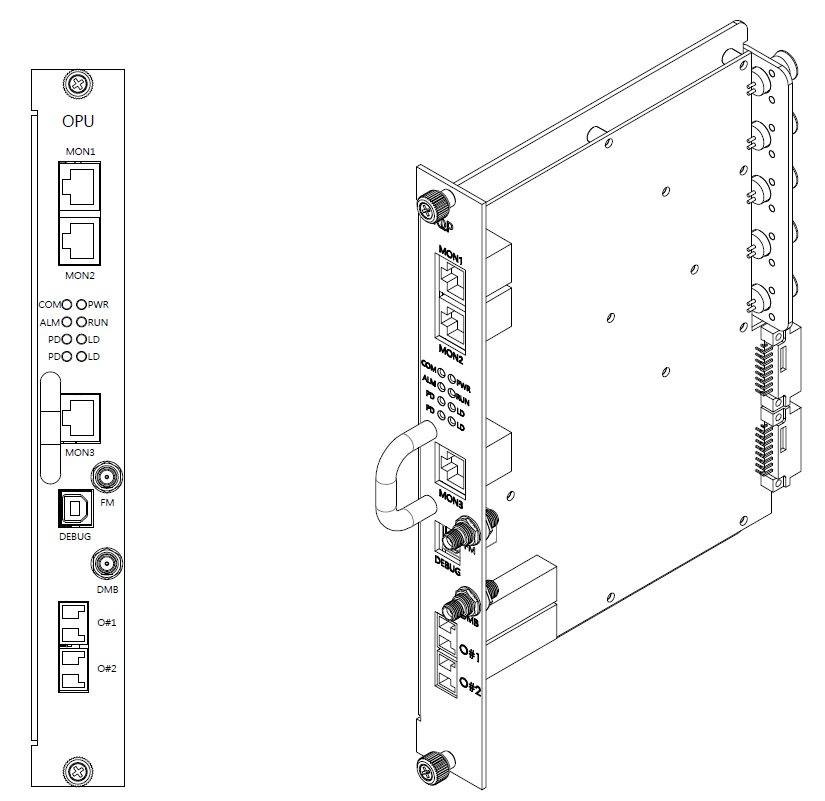 OPU
MON1
MON2
COM PWR
ALM RUN
PD LD
PD LD
MON3
FM
DEBUG
DMB
O#1
O#2
MON1
MON2
COM PWR
ALM RUN
PD LD
PD LD
MON3
FM
DEBUG
DMB
O#1
O#2